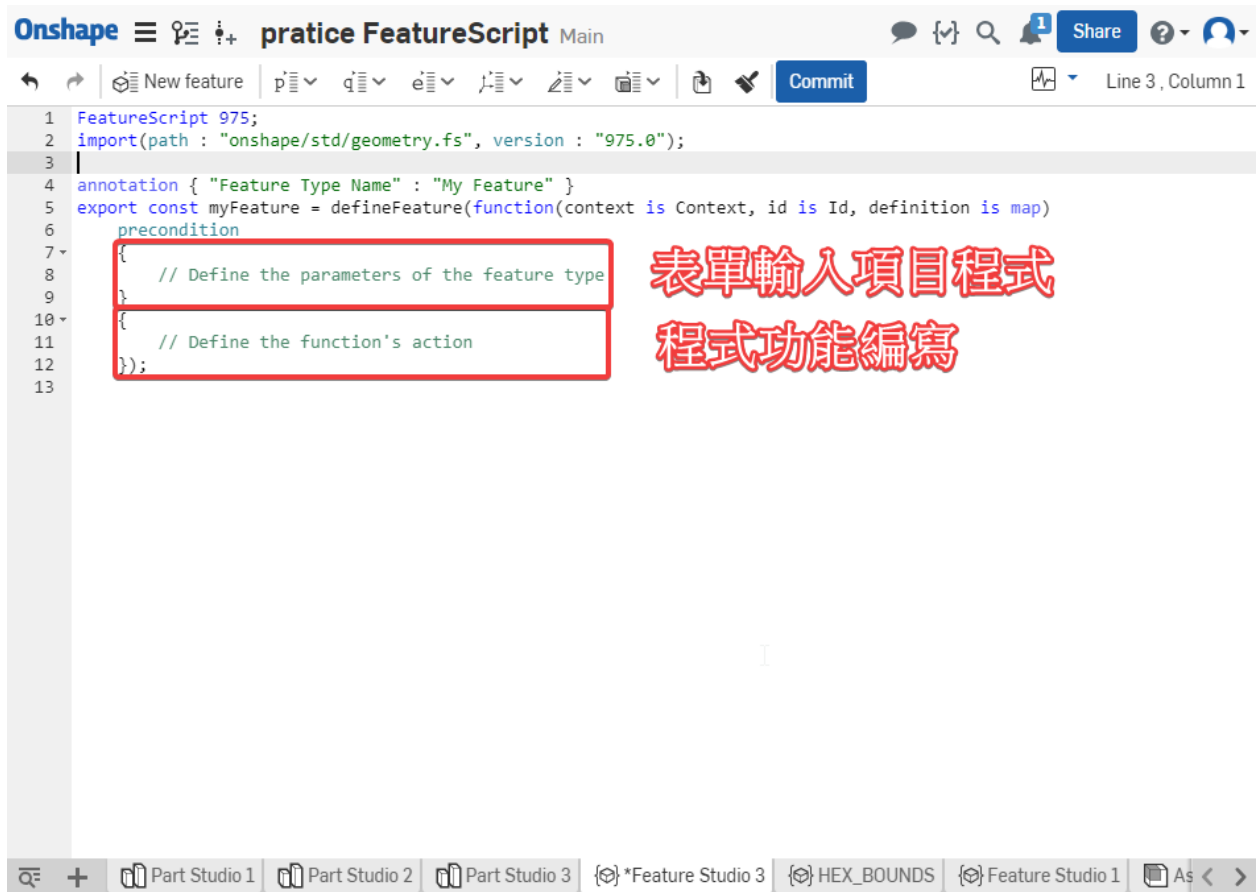 Onshape pratice FeatureScript Main 1 Share
New feature Commit Line 3 , Column 1
1 FeatureScript 975;
2 import(path : "onshape/std/geometry.fs", version : "975.0");
3
4 annotation { "Feature Type Name" : "My Feature" }
5 export const myFeature = defineFeature(function(context is Context, id is Id, definition is map)
6 precondition
7 {
8 // Define the parameters of the feature type
表單輸入項目程式
9 }
10 {
11 // Define the function's action
程式功能編寫
12 });
13
Part Studio 1 Part Studio 2 Part Studio 3 *Feature Studio 3 HEX_BOUNDS Feature Studio 1 As